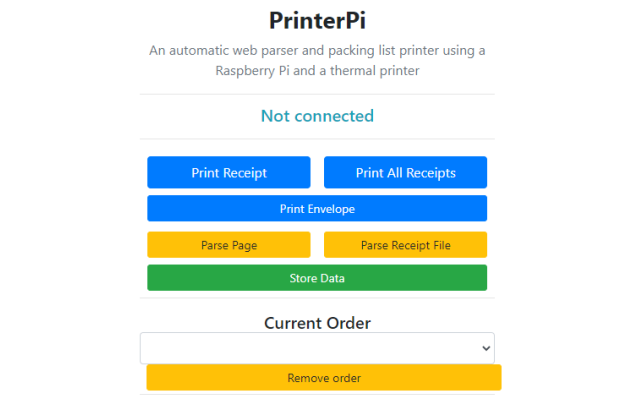 PrinterPi
An automatic web parser and packing list printer using a
Raspberry Pi and a thermal printer
Not connected
Print Receipt
Print All Receipts
Print Envelope
Parse Page
Parse Receipt File
Store Data
Current Order
Remove order